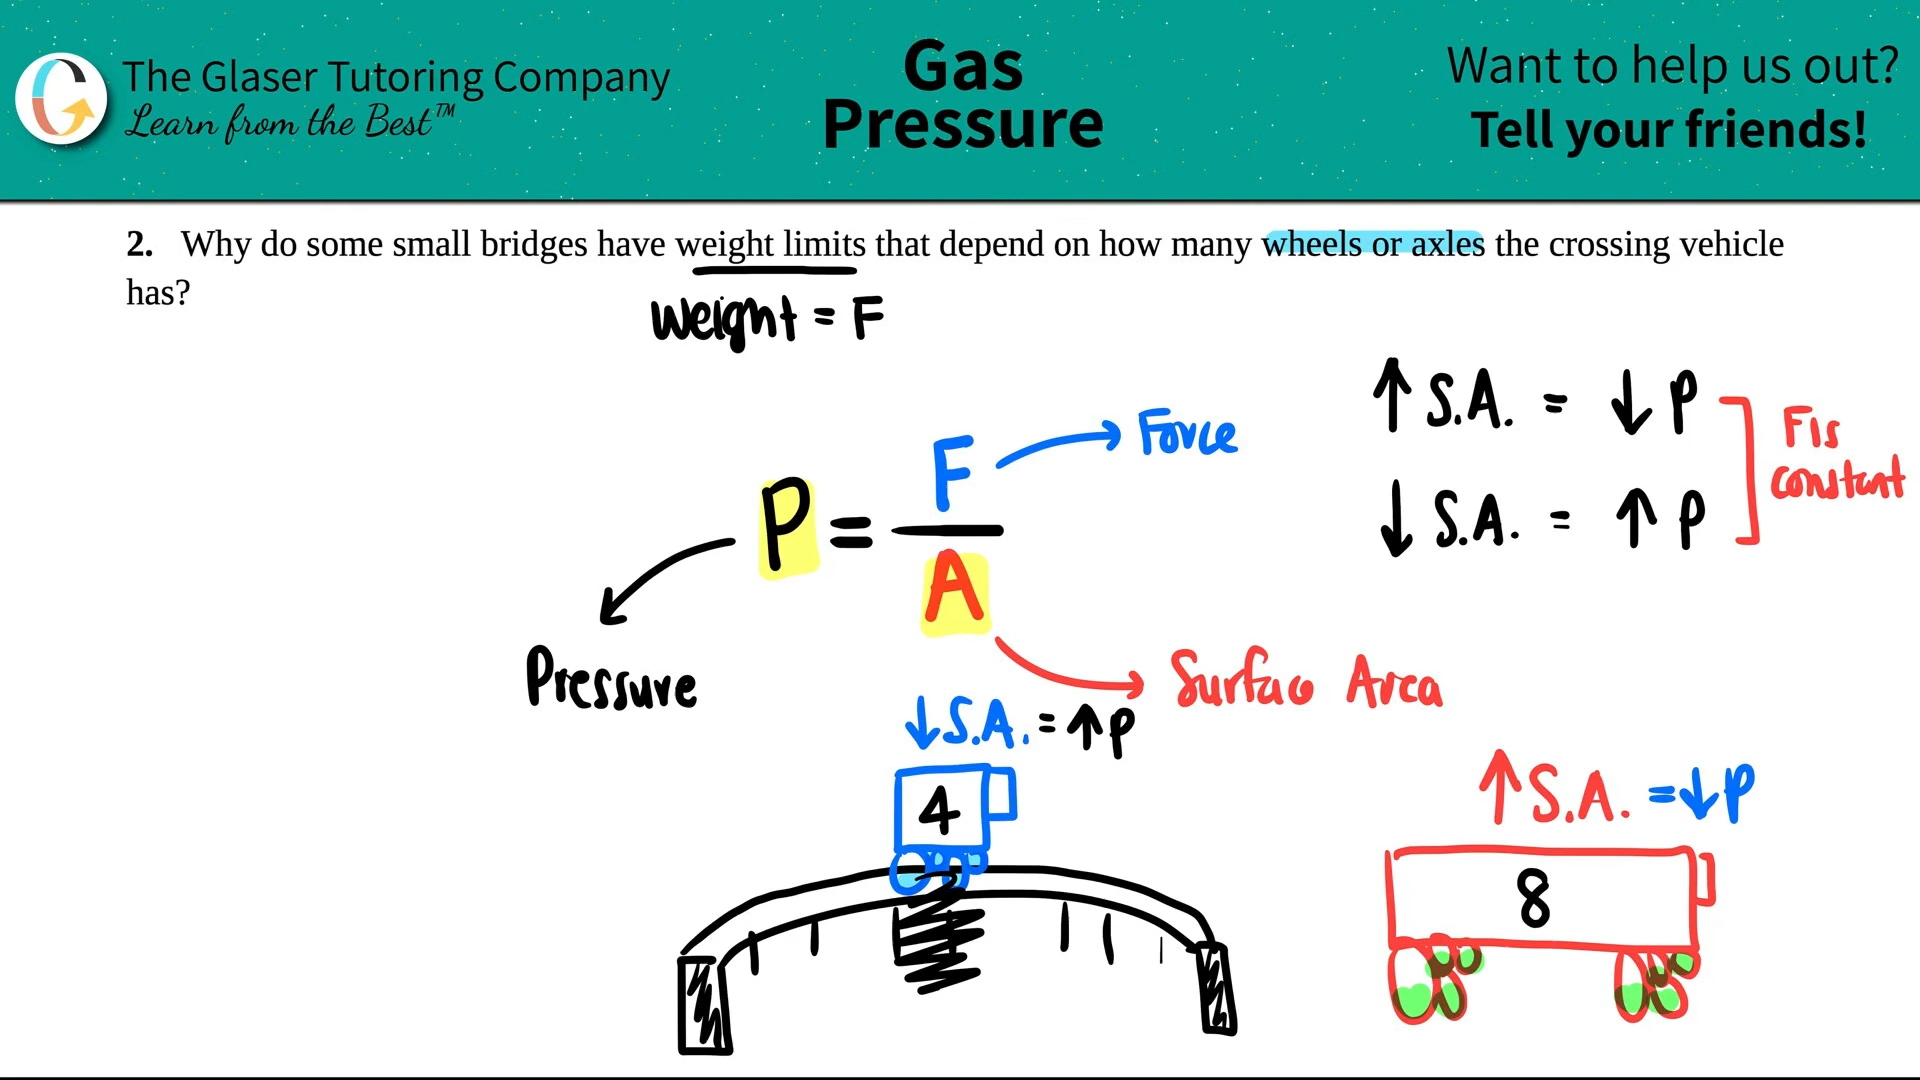 The Glaser Tutoring Company
Learn from the Best™
Gas
Pressure
Want to help us out?
Tell your friends!
2. Why do some small bridges have weight limits that depend on how many wheels or axles the crossing vehicle
has?
Weight = F
↑ S.A. = ↓ P
F is
constant
↓ S.A. = ↑ P
P = F
A
Force
Pressure
Surface Area
↓ S.A. = ↑ P
4
↑ S.A. = ↓ P
8